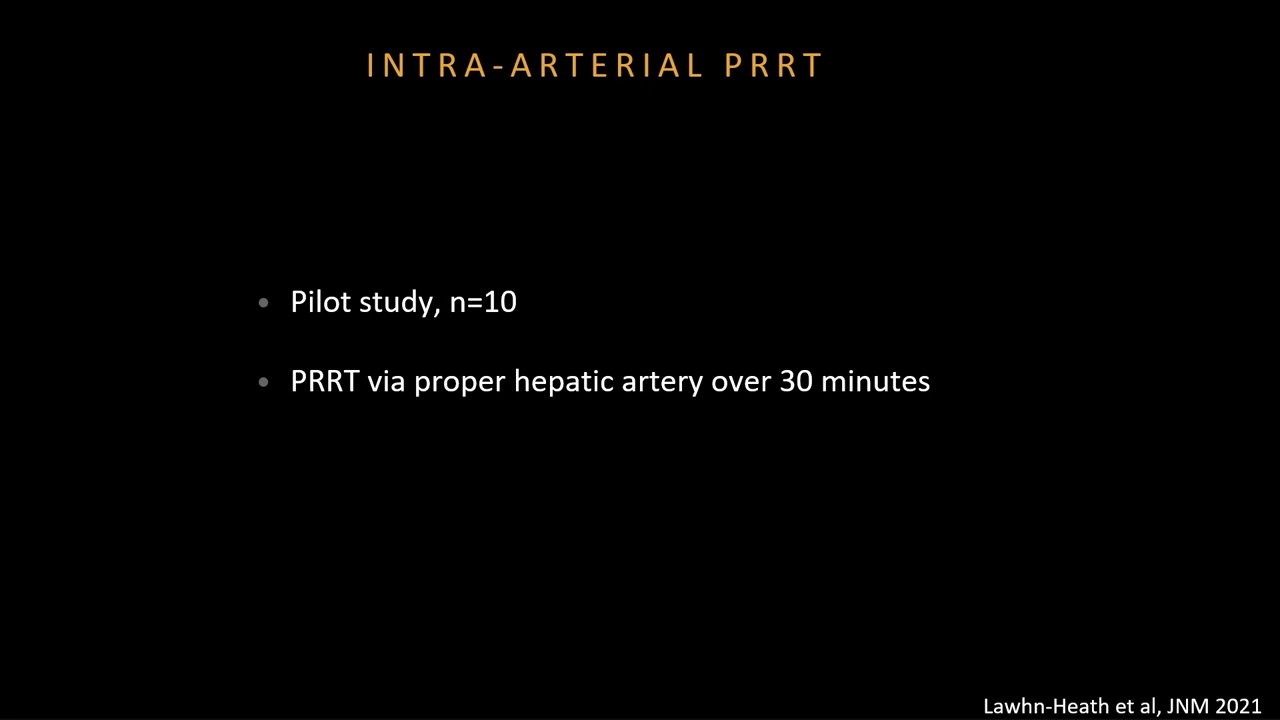 INTRA-ARTERIAL PRRT
• Pilot study, n=10
• PRRT via proper hepatic artery over 30 minutes
Lawhn-Heath et al, JNM 2021